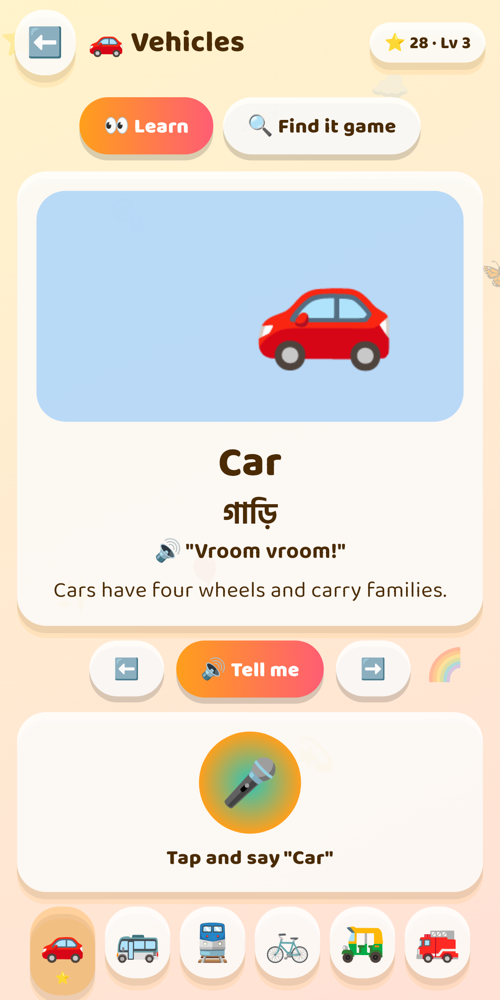 Vehicles
28 · Lv 3
Learn
Find it game
Car
গাড়ি
"Vroom vroom!"
Cars have four wheels and carry families.
Tell me
Tap and say "Car"